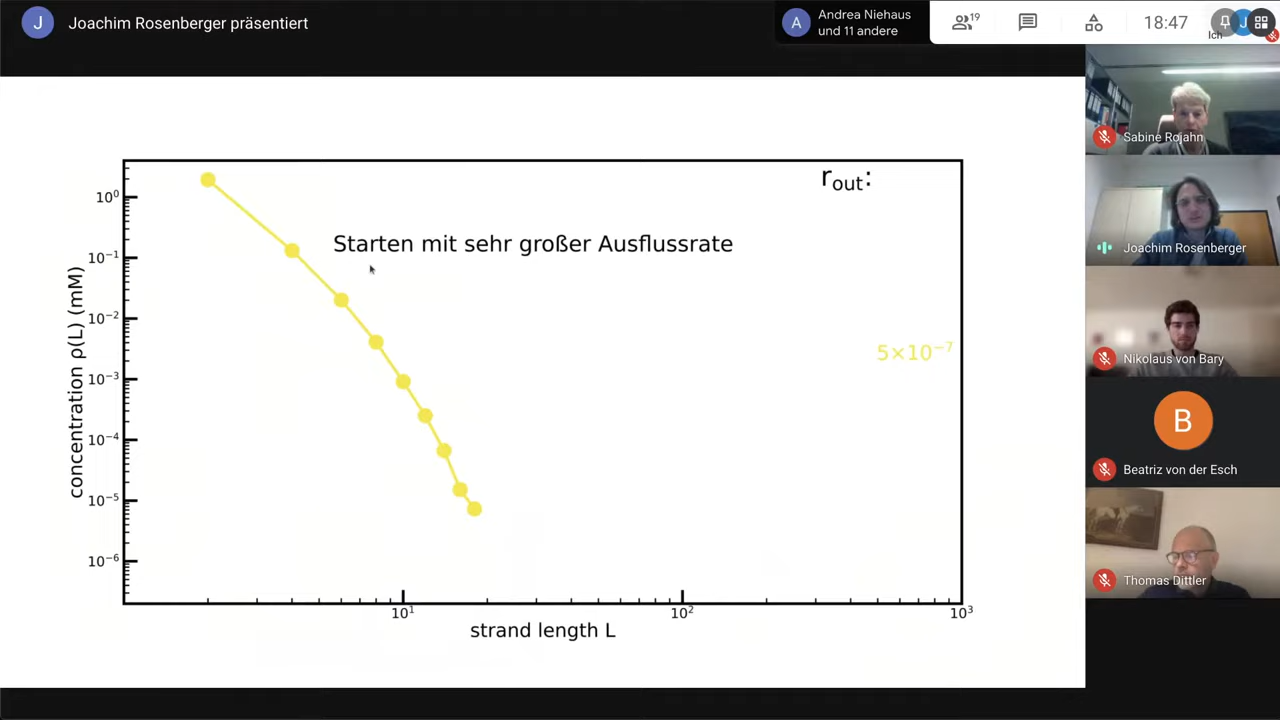 J
Joachim Rosenberger präsentiert
A
Andrea Niehaus
und 11 andere
19
18:47
J
Ich
Sabine Rojahn
Joachim Rosenberger
Nikolaus von Bary
B
Beatriz von der Esch
Thomas Dittler
r_out:
Starten mit sehr großer Ausflussrate
5×10⁻⁷
concentration ρ(L) (mM)
10⁰
10⁻¹
10⁻²
10⁻³
10⁻⁴
10⁻⁵
10⁻⁶
10¹
10²
10³
strand length L